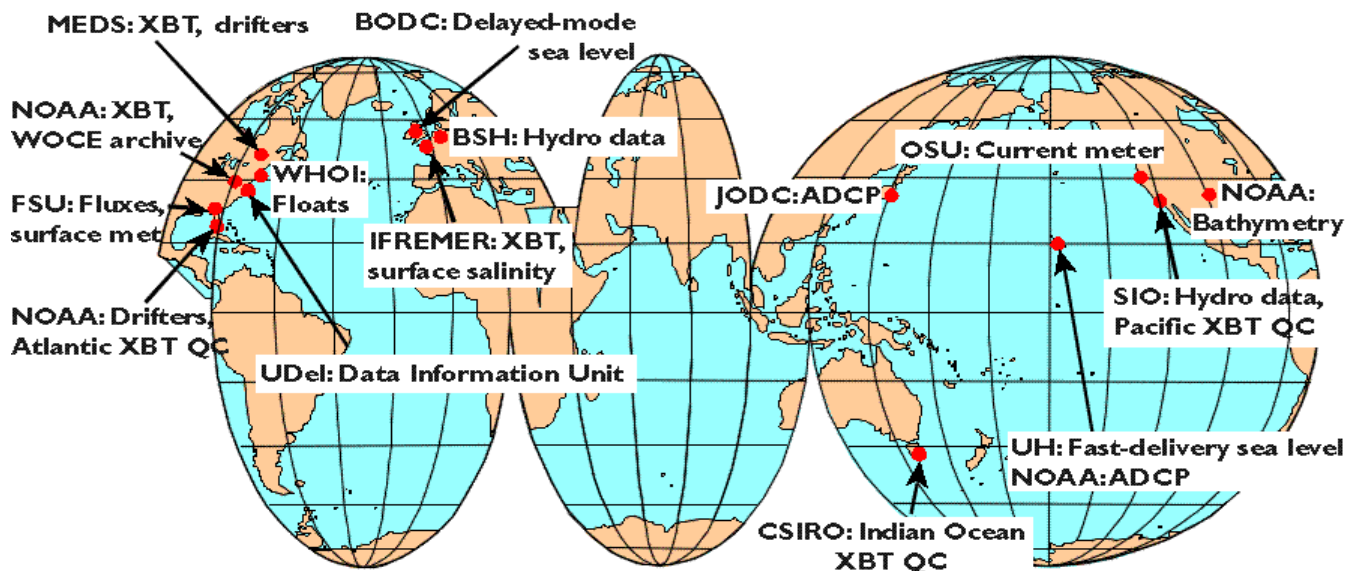 MEDS: XBT, drifters
BODC: Delayed-mode
sea level
NOAA: XBT,
WOCE archive
BSH: Hydro data
OSU: Current meter
WHOI:
Floats
JODC:ADCP
NOAA:
Bathymetry
FSU: Fluxes,
surface met
IFREMER: XBT,
surface salinity
SIO: Hydro data,
Pacific XBT QC
NOAA: Drifters,
Atlantic XBT QC
UDel: Data Information Unit
UH: Fast-delivery sea level
NOAA:ADCP
CSIRO: Indian Ocean
XBT QC